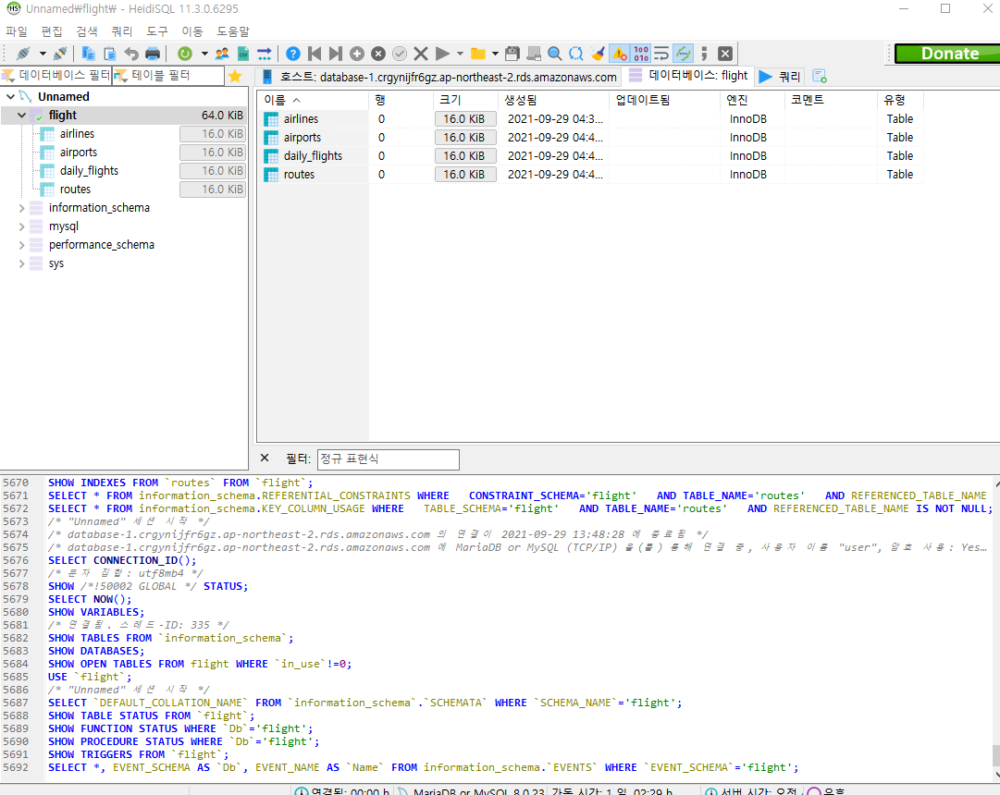 Unnamed₩flight₩ - HeidiSQL 11.3.0.6295
파일 편집 검색 쿼리 도구 이동 도움말
Donate
데이터베이스 필터 테이블 필터
호스트: database-1.crgynijfr6gz.ap-northeast-2.rds.amazonaws.com 데이터베이스: flight 쿼리
Unnamed
flight 64.0 KiB
airlines 16.0 KiB
airports 16.0 KiB
daily_flights 16.0 KiB
routes 16.0 KiB
information_schema
mysql
performance_schema
sys
이름 행 크기 생성됨 업데이트됨 엔진 코멘트 유형
airlines 0 16.0 KiB 2021-09-29 04:3... InnoDB Table
airports 0 16.0 KiB 2021-09-29 04:4... InnoDB Table
daily_flights 0 16.0 KiB 2021-09-29 04:4... InnoDB Table
routes 0 16.0 KiB 2021-09-29 04:4... InnoDB Table
필터: 정규 표현식
5670 SHOW INDEXES FROM `routes` FROM `flight`;
5671 SELECT * FROM information_schema.REFERENTIAL_CONSTRAINTS WHERE CONSTRAINT_SCHEMA='flight' AND TABLE_NAME='routes' AND REFERENCED_TABLE_NAME
5672 SELECT * FROM information_schema.KEY_COLUMN_USAGE WHERE TABLE_SCHEMA='flight' AND TABLE_NAME='routes' AND REFERENCED_TABLE_NAME IS NOT NULL;
5673 /* "Unnamed" 세션 시작 */
5674 /* database-1.crgynijfr6gz.ap-northeast-2.rds.amazonaws.com 의 연결이 2021-09-29 13:48:28 에 종료됨 */
5675 /* database-1.crgynijfr6gz.ap-northeast-2.rds.amazonaws.com 에 MariaDB or MySQL (TCP/IP) 을(를) 통해 연결 중, 사용자 이름 "user", 암호 사용: Yes…
5676 SELECT CONNECTION_ID();
5677 /* 문자 집합: utf8mb4 */
5678 SHOW /*!50002 GLOBAL */ STATUS;
5679 SELECT NOW();
5680 SHOW VARIABLES;
5681 /* 연결됨. 스레드-ID: 335 */
5682 SHOW TABLES FROM `information_schema`;
5683 SHOW DATABASES;
5684 SHOW OPEN TABLES FROM flight WHERE `in_use`!=0;
5685 USE `flight`;
5686 /* "Unnamed" 세션 시작 */
5687 SELECT `DEFAULT_COLLATION_NAME` FROM `information_schema`.`SCHEMATA` WHERE `SCHEMA_NAME`='flight';
5688 SHOW TABLE STATUS FROM `flight`;
5689 SHOW FUNCTION STATUS WHERE `Db`='flight';
5690 SHOW PROCEDURE STATUS WHERE `Db`='flight';
5691 SHOW TRIGGERS FROM `flight`;
5692 SELECT *, EVENT_SCHEMA AS `Db`, EVENT_NAME AS `Name` FROM information_schema.`EVENTS` WHERE `EVENT_SCHEMA`='flight';
연결됨: 00:00 h MariaDB or MySQL 8.0.23 가동 시간: 1 일, 02:29 h 서버 시간: 오전 유휴